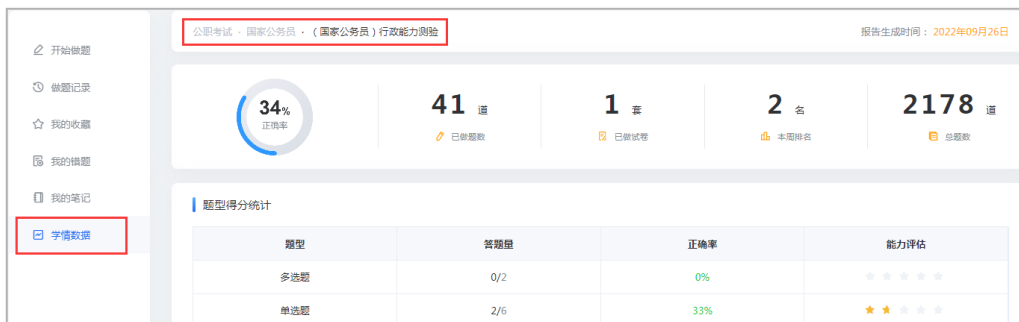 公职考试 · 国家公务员 · （国家公务员）行政能力测验
报告生成时间： 2022年09月26日
开始做题
做题记录
我的收藏
我的错题
我的笔记
学情数据
34%
正确率
41 道
已做题数
1 套
已做试卷
2 名
本周排名
2178 道
总题数
题型得分统计
题型 答题量 正确率 能力评估
多选题 0/2 0%
单选题 2/6 33%